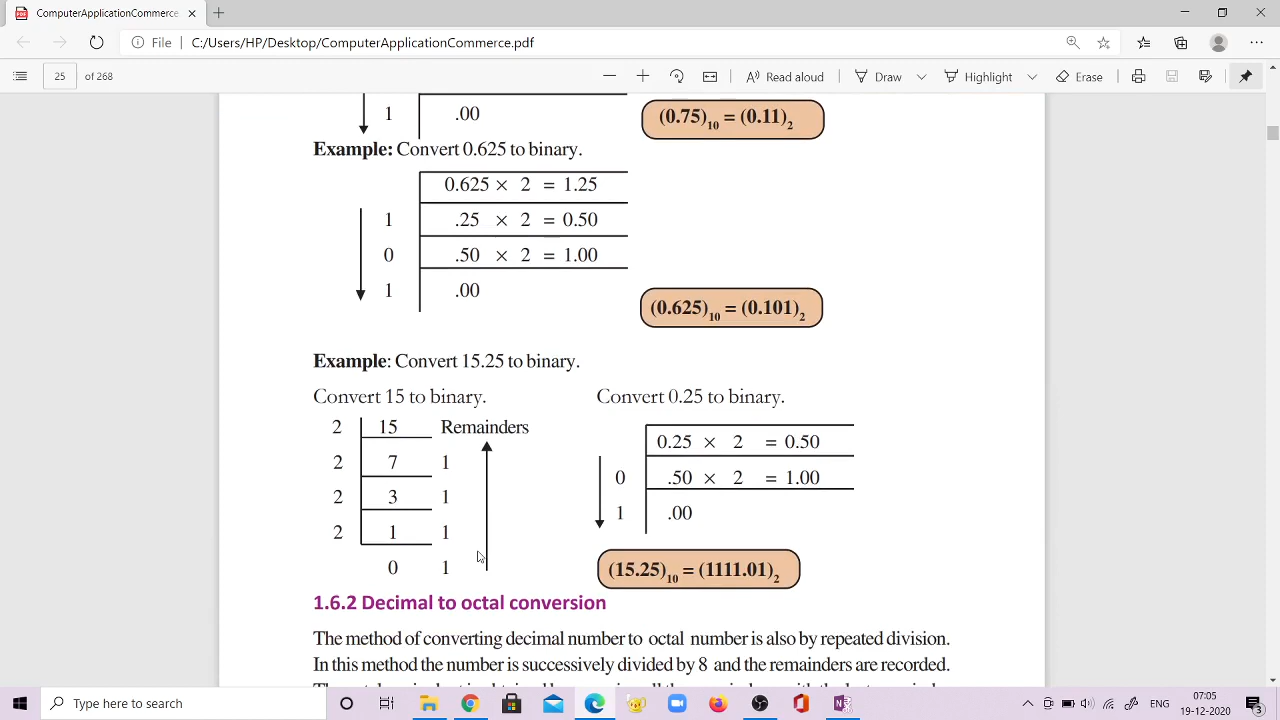 ComputerApplicationCommerce.pdf
File C:/Users/HP/Desktop/ComputerApplicationCommerce.pdf
25 of 268 Read aloud Draw Highlight Erase
1 .00 (0.75)10 = (0.11)2
Example: Convert 0.625 to binary.
0.625 × 2 = 1.25
1 .25 × 2 = 0.50
0 .50 × 2 = 1.00
1 .00
(0.625)10 = (0.101)2
Example: Convert 15.25 to binary.
Convert 15 to binary.
2 15 Remainders
2 7 1
2 3 1
2 1 1
0 1
Convert 0.25 to binary.
0.25 × 2 = 0.50
0 .50 × 2 = 1.00
1 .00
(15.25)10 = (1111.01)2
1.6.2 Decimal to octal conversion
The method of converting decimal number to octal number is also by repeated division.
In this method the number is successively divided by 8 and the remainders are recorded.
Type here to search
ENG
07:05
19-12-2020
3